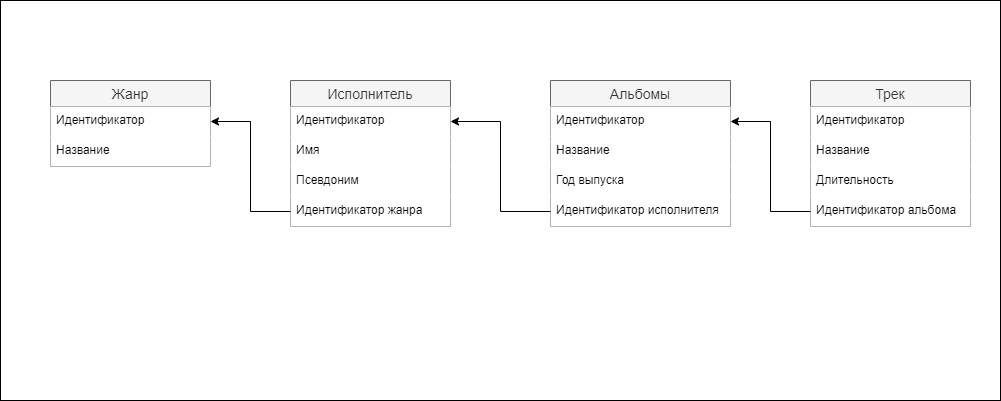 Жанр
Идентификатор
Название
Исполнитель
Идентификатор
Имя
Псевдоним
Идентификатор жанра
Альбомы
Идентификатор
Название
Год выпуска
Идентификатор исполнителя
Трек
Идентификатор
Название
Длительность
Идентификатор альбома